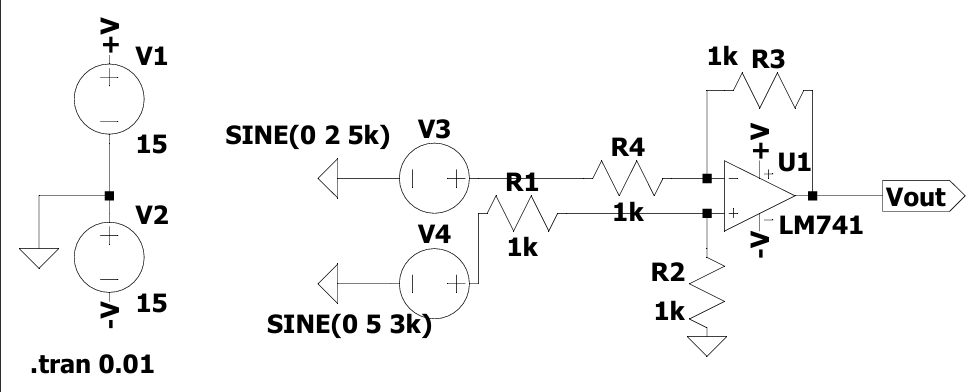 +V
V1
15
V2
15
-V
.tran 0.01
SINE(0 2 5k)
V3
R4
1k
R1
1k
V4
SINE(0 5 3k)
1k R3
+V
U1
LM741
-V
Vout
R2
1k